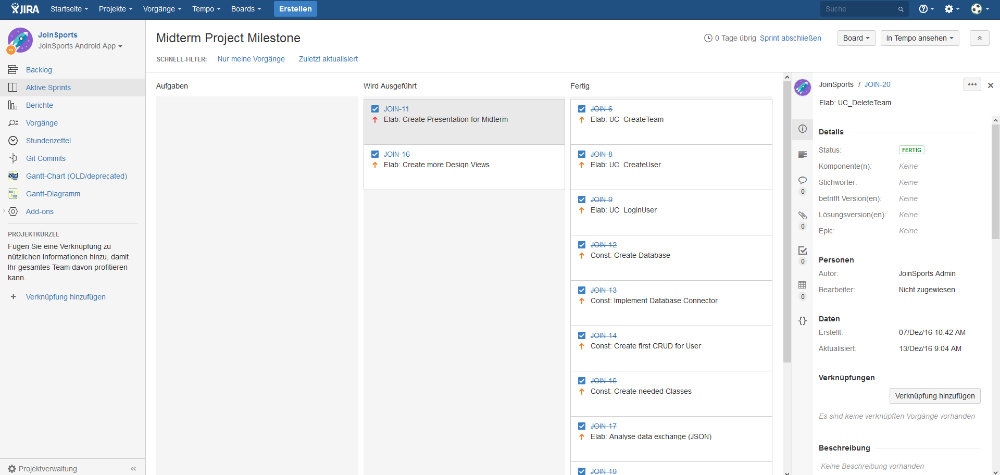 JIRA Startseite Projekte Vorgänge Tempo Boards Erstellen Suche
JoinSports
JoinSports Android App
Backlog
Aktive Sprints
Berichte
Vorgänge
Stundenzettel
Git Commits
old Gantt-Chart (OLD/deprecated)
Gantt-Diagramm
Add-ons
PROJEKTKÜRZEL
Fügen Sie eine Verknüpfung zu
nützlichen Informationen hinzu, damit
Ihr gesamtes Team davon profitieren
kann.
+ Verknüpfung hinzufügen
Projektverwaltung «
Midterm Project Milestone
0 Tage übrig Sprint abschließen Board In Tempo ansehen
SCHNELL-FILTER: Nur meine Vorgänge Zuletzt aktualisiert
Aufgaben
Wird Ausgeführt
JOIN-11
Elab: Create Presentation for Midterm
JOIN-16
Elab: Create more Design Views
Fertig
JOIN-6
Elab: UC_CreateTeam
JOIN-8
Elab: UC_CreateUser
JOIN-9
Elab: UC_LoginUser
JOIN-12
Const: Create Database
JOIN-13
Const: Implement Database Connector
JOIN-14
Const: Create first CRUD for User
JOIN-15
Const: Create needed Classes
JOIN-17
Elab: Analyse data exchange (JSON)
JOIN-19
JoinSports / JOIN-20
Elab: UC_DeleteTeam
0
0
0
0
{}
Details
Status: FERTIG
Komponente(n): Keine
Stichwörter: Keine
betrifft Version(en): Keine
Lösungsversion(en): Keine
Epic: Keine
Personen
Autor: JoinSports Admin
Bearbeiter: Nicht zugewiesen
Daten
Erstellt: 07/Dez/16 10:42 AM
Aktualisiert: 13/Dez/16 9:04 AM
Verknüpfungen
Verknüpfung hinzufügen
Es sind keine verknüpften Vorgänge vorhanden
Beschreibung
Keine Beschreibung vorhanden